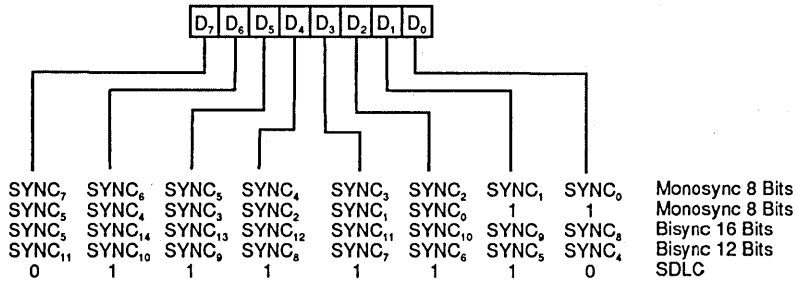 D₇ D₆ D₅ D₄ D₃ D₂ D₁ D₀
SYNC₇ SYNC₆ SYNC₅ SYNC₄ SYNC₃ SYNC₂ SYNC₁ SYNC₀ Monosync 8 Bits
SYNC₅ SYNC₄ SYNC₃ SYNC₂ SYNC₁ SYNC₀ 1 1 Monosync 8 Bits
SYNC₅ SYNC₁₄ SYNC₁₃ SYNC₁₂ SYNC₁₁ SYNC₁₀ SYNC₉ SYNC₈ Bisync 16 Bits
SYNC₁₁ SYNC₁₀ SYNC₉ SYNC₈ SYNC₇ SYNC₆ SYNC₅ SYNC₄ Bisync 12 Bits
0 1 1 1 1 1 1 0 SDLC